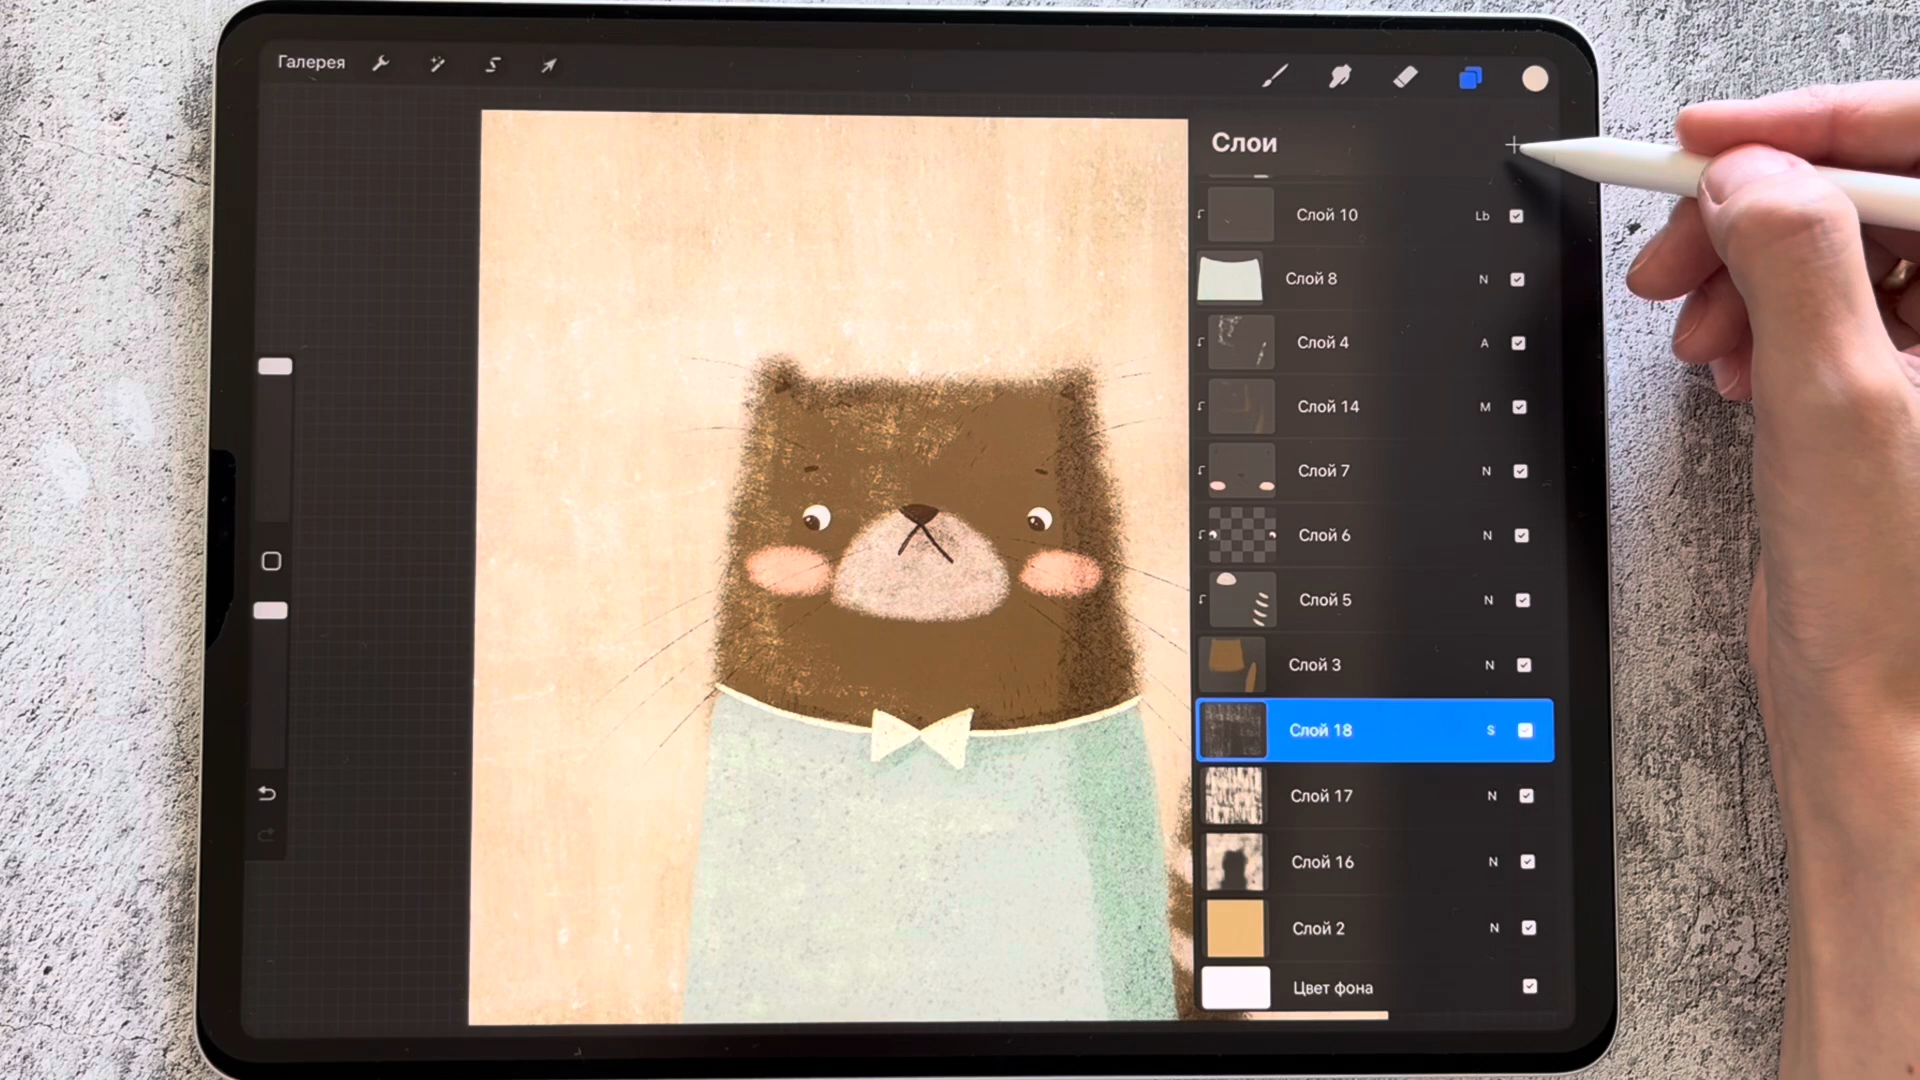 Галерея
Слои
Слой 10 Lb
Слой 8 N
Слой 4 A
Слой 14 M
Слой 7 N
Слой 6 N
Слой 5 N
Слой 3 N
Слой 18 S
Слой 17 N
Слой 16 N
Слой 2 N
Цвет фона